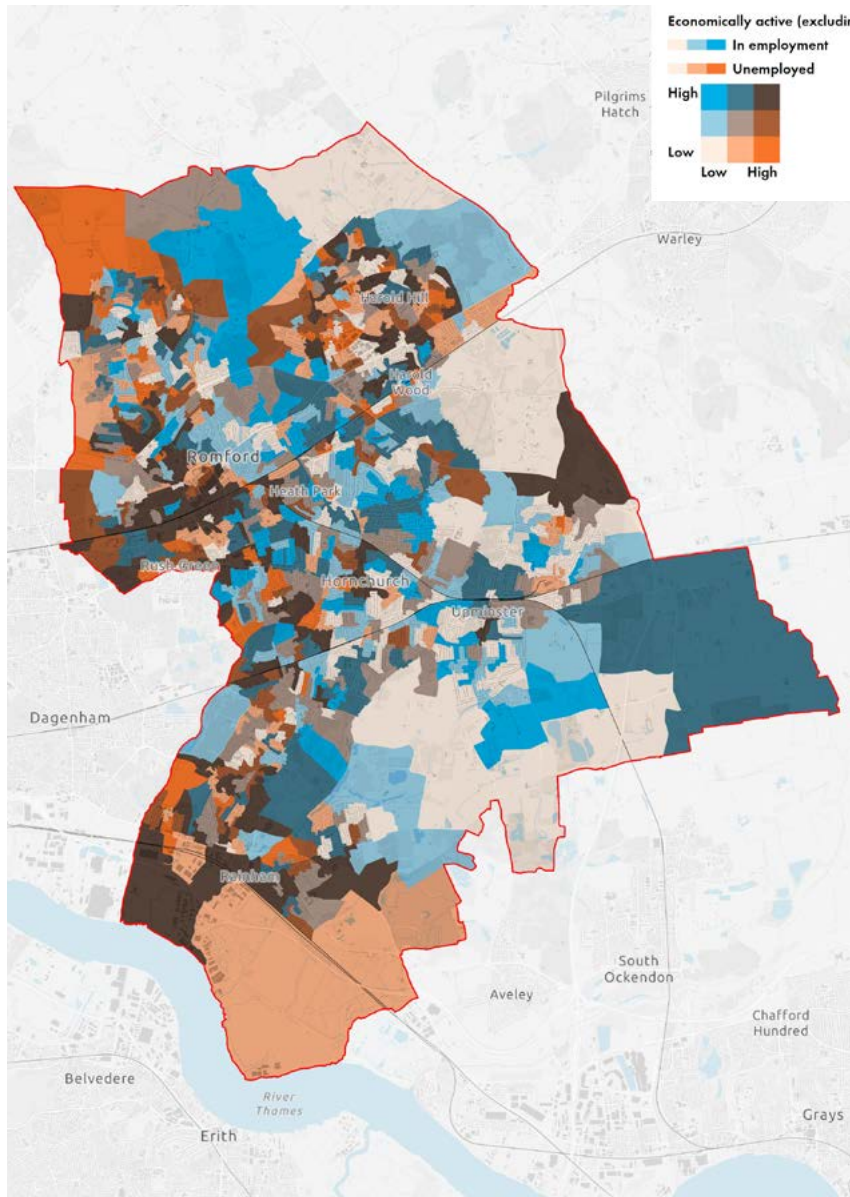 Economically active (excludin
In employment
Unemployed
High
Low
Low
High
Pilgrims
Hatch
Warley
Harold Hill
Harold
Wood
Romford
Heath Park
Rush Green
Hornchurch
Upminster
Dagenham
Rainham
South
Ockendon
Aveley
Chafford
Hundred
Belvedere
River
Thames
Erith
Grays